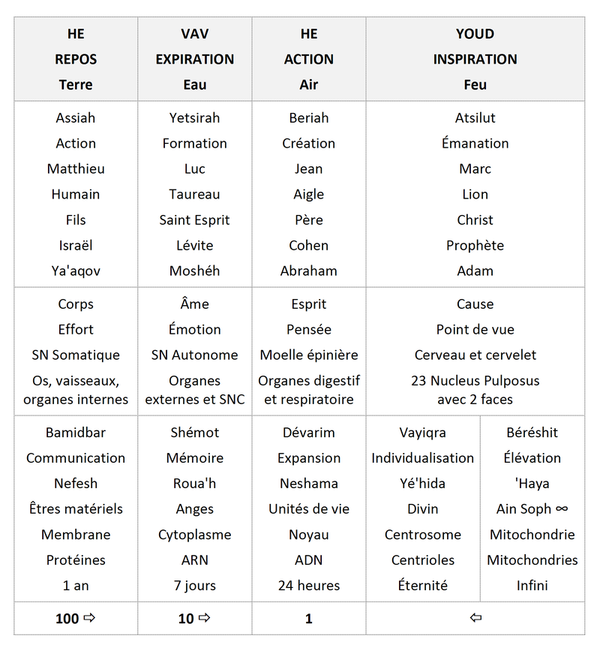 HE VAV HE YOUD
REPOS EXPIRATION ACTION INSPIRATION
Terre Eau Air Feu
Assiah Yetsirah Beriah Atsilut
Action Formation Création Émanation
Matthieu Luc Jean Marc
Humain Taureau Aigle Lion
Fils Saint Esprit Père Christ
Israël Lévite Cohen Prophète
Ya'aqov Moshéh Abraham Adam
Corps Âme Esprit Cause
Effort Émotion Pensée Point de vue
SN Somatique SN Autonome Moelle épinière Cerveau et cervelet
Os, vaisseaux, Organes Organes digestif 23 Nucleus Pulposus
organes internes externes et SNC et respiratoire avec 2 faces
Bamidbar Shémot Dévarim Vayiqra Béréshit
Communication Mémoire Expansion Individualisation Élévation
Nefesh Roua'h Neshama Yé'hida 'Haya
Êtres matériels Anges Unités de vie Divin Ain Soph ∞
Membrane Cytoplasme Noyau Centrosome Mitochondrie
Protéines ARN ADN Centrioles Mitochondries
1 an 7 jours 24 heures Éternité Infini
100 ⇨ 10 ⇨ 1 ⇦